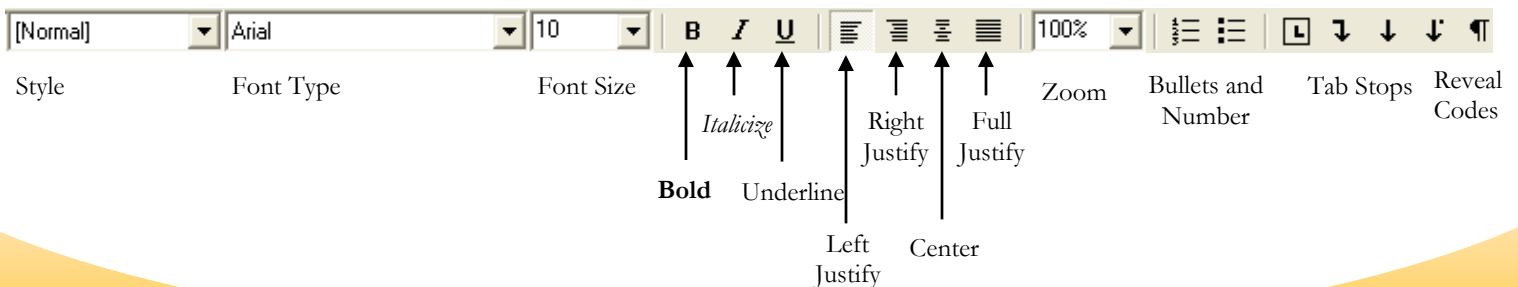 [Normal] Arial 10 B I U 100% L ¶
Style Font Type Font Size Zoom Bullets and Number Tab Stops Reveal Codes
Italicize Right Justify Full Justify
Bold Underline
Left Justify Center